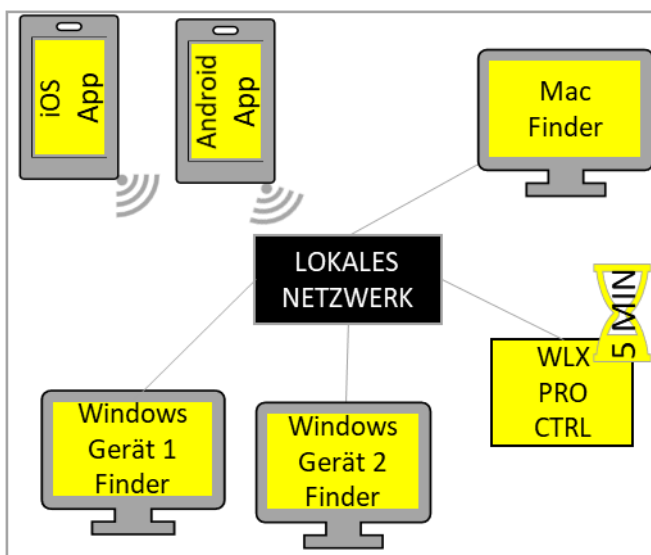 iOS
App
Android
App
Mac
Finder
LOKALES
NETZWERK
5 MIN
WLX
PRO
CTRL
Windows
Gerät 1
Finder
Windows
Gerät 2
Finder